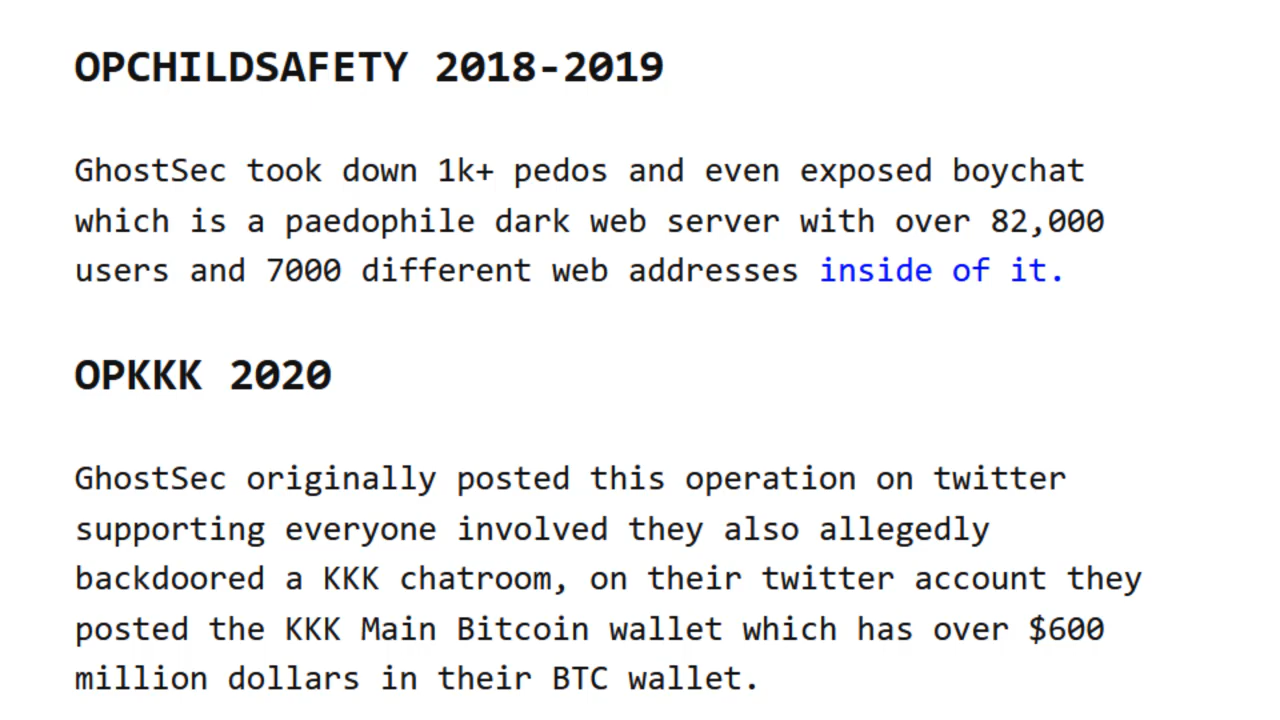 OPCHILDSAFETY 2018-2019
GhostSec took down 1k+ pedos and even exposed boychat
which is a paedophile dark web server with over 82,000
users and 7000 different web addresses inside of it.
OPKKK 2020
GhostSec originally posted this operation on twitter
supporting everyone involved they also allegedly
backdoored a KKK chatroom, on their twitter account they
posted the KKK Main Bitcoin wallet which has over $600
million dollars in their BTC wallet.